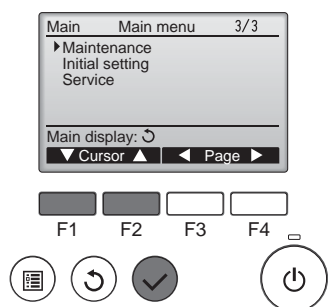 Main Main menu 3/3
Maintenance
Initial setting
Service
Main display:
Cursor Page
F1 F2 F3 F4